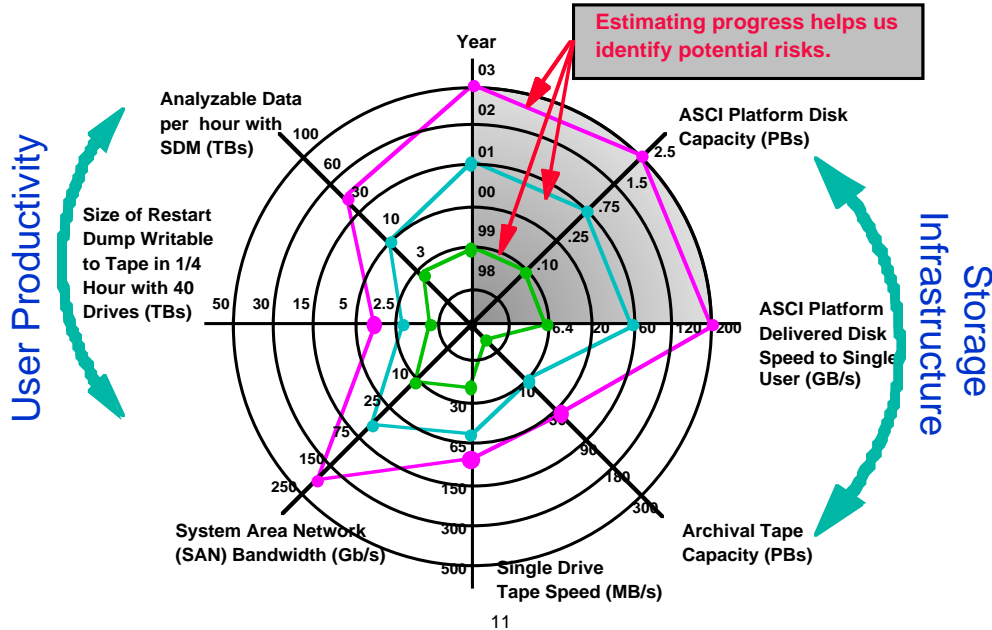 Estimating progress helps us
identify potential risks.
Year
03
02
01
00
99
98
Analyzable Data
per hour with
SDM (TBs)
100
60
30
10
3
ASCI Platform Disk
Capacity (PBs)
2.5
1.5
.75
.25
.10
User Productivity
Size of Restart
Dump Writable
to Tape in 1/4
Hour with 40
Drives (TBs)
50 30 15 5 2.5
6.4 20 60 120 200
ASCI Platform
Delivered Disk
Speed to Single
User (GB/s)
Storage
Infrastructure
10
25
75
150
250
System Area Network
(SAN) Bandwidth (Gb/s)
30
65
150
300
500
Single Drive
Tape Speed (MB/s)
10
90
180
300
Archival Tape
Capacity (PBs)
11